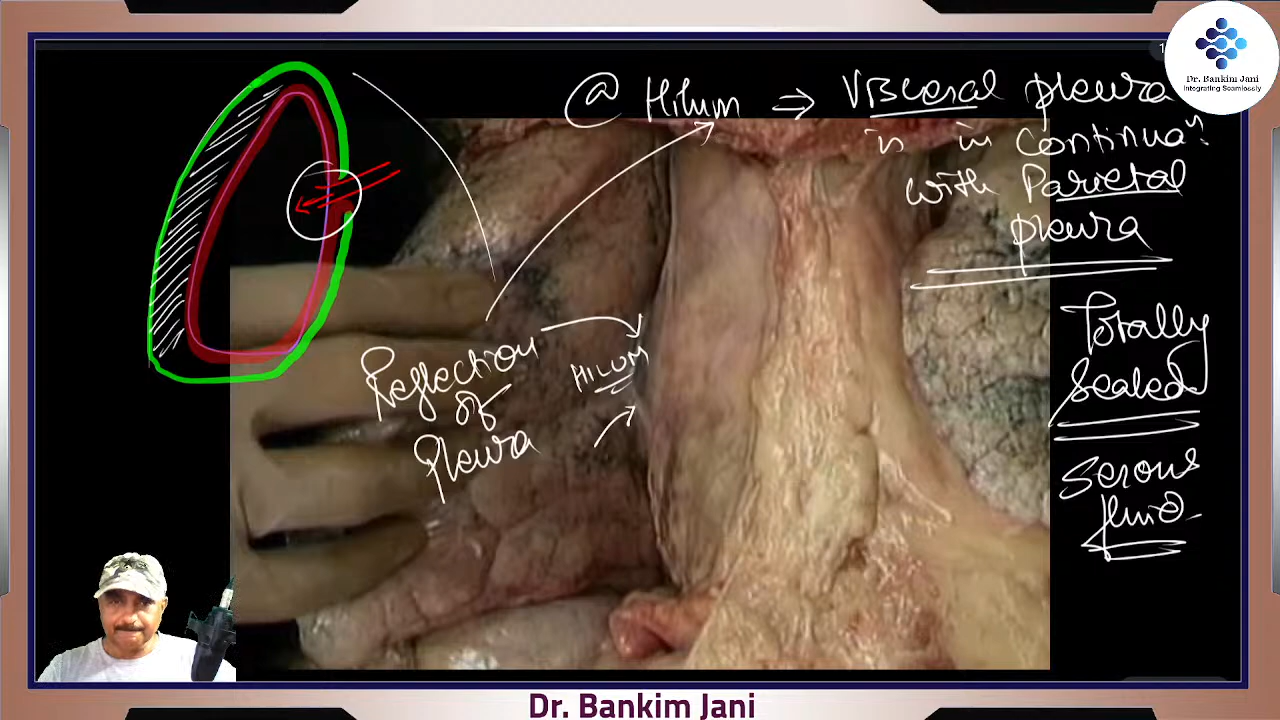 @ Hilum ⇒ Visceral pleura
is in continuaⁿ
with Parietal
pleura
Totally
Sealed
Serous
fluid
Reflection
of
Pleura
HILUM
Dr. Bankim Jani
Integrating Seamlessly
Dr. Bankim Jani